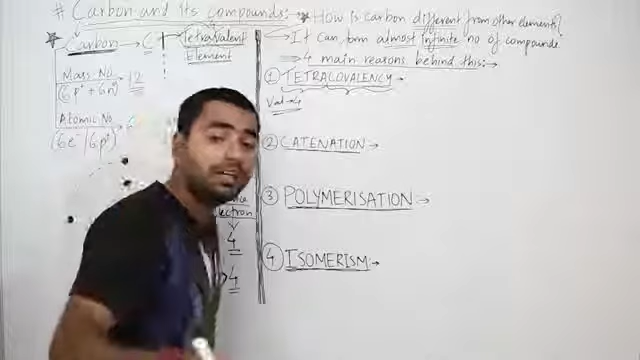 # Carbon and its compounds:-
Carbon → C
Tetravalent
Element
Mass No → 12
(6p⁺ + 6n⁰)
Atomic No →
(6e⁻ / 6p⁺)
electron
4
4
* How is carbon different from other elements?
→ It can form almost infinite no of compounds
⇒ 4 main reasons behind this:-
① TETRACOVALENCY →
② CATENATION →
③ POLYMERISATION →
④ ISOMERISM →